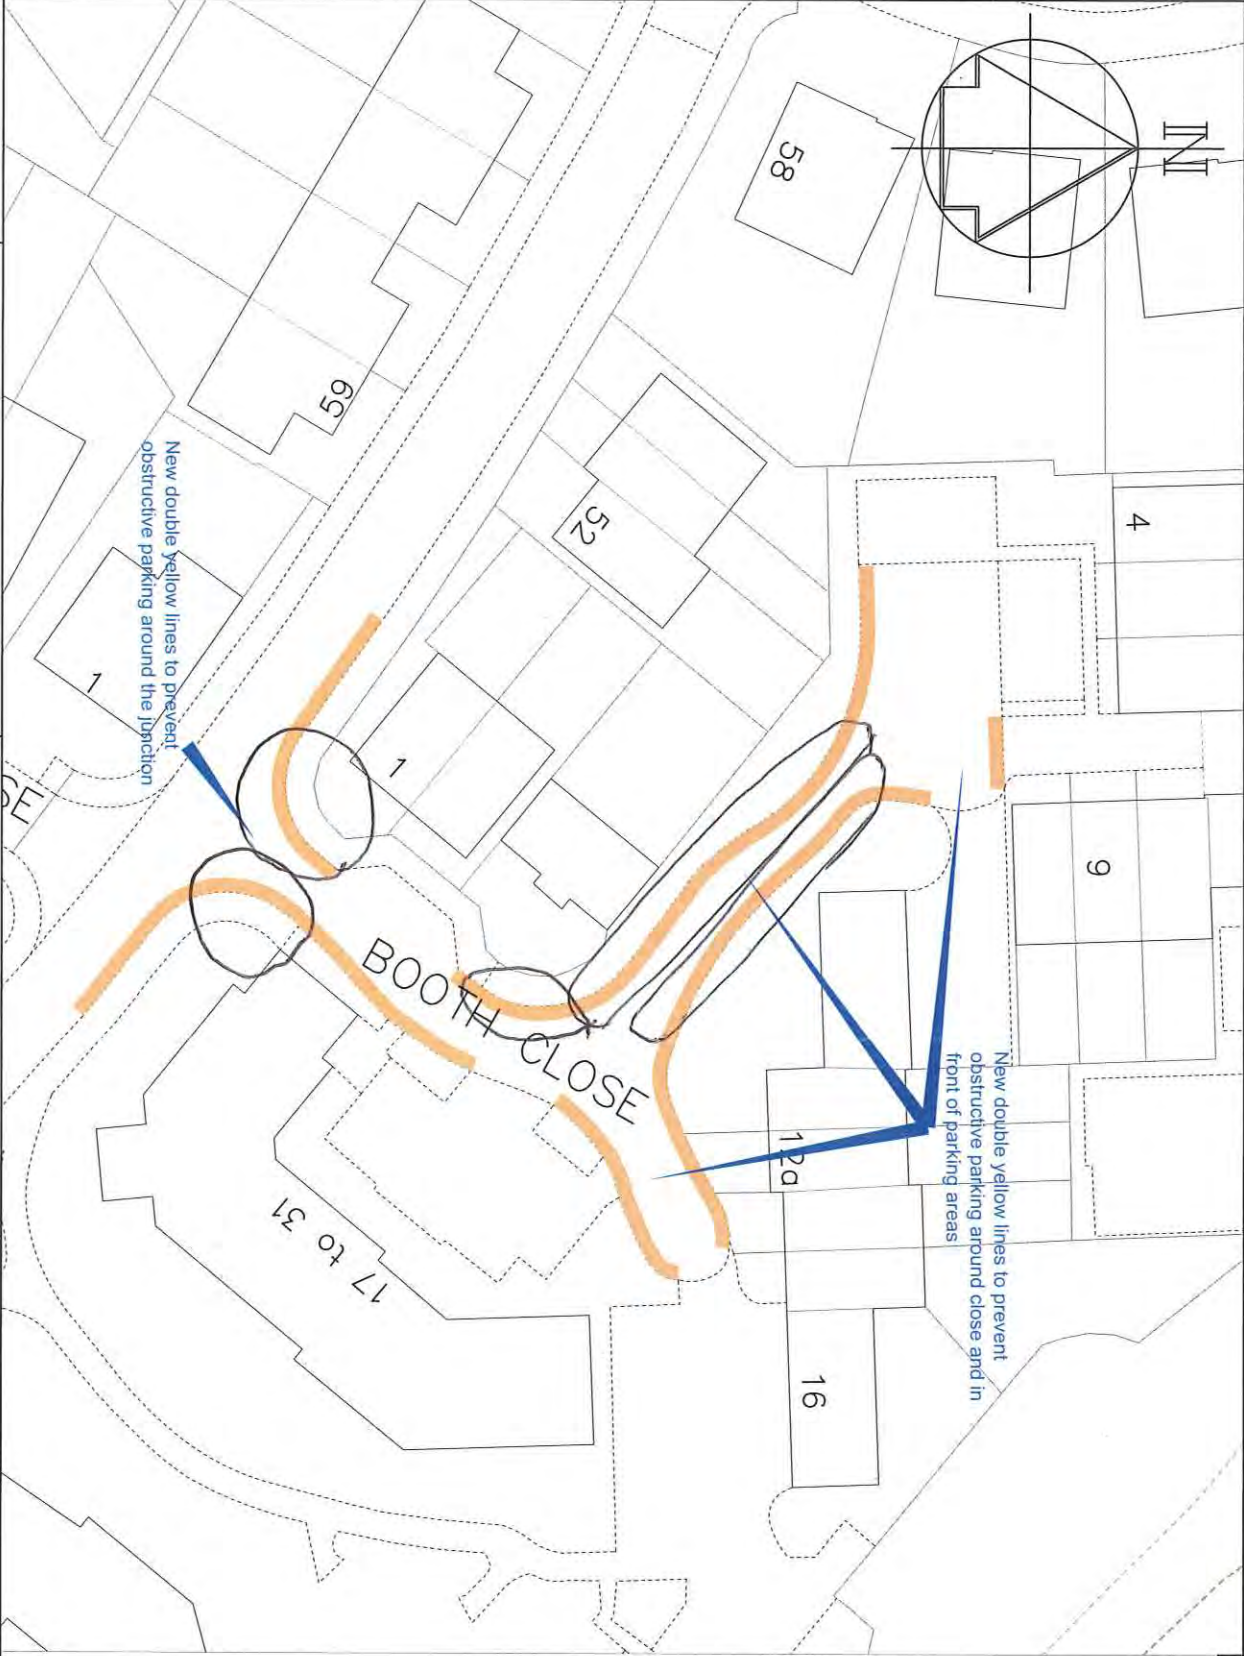 N
58
59
52
4
1
1
SE
9
BOOTH CLOSE
12a
17 to 31
16
New double yellow lines to prevent
obstructive parking around the junction
New double yellow lines to prevent
obstructive parking around close and in
front of parking areas